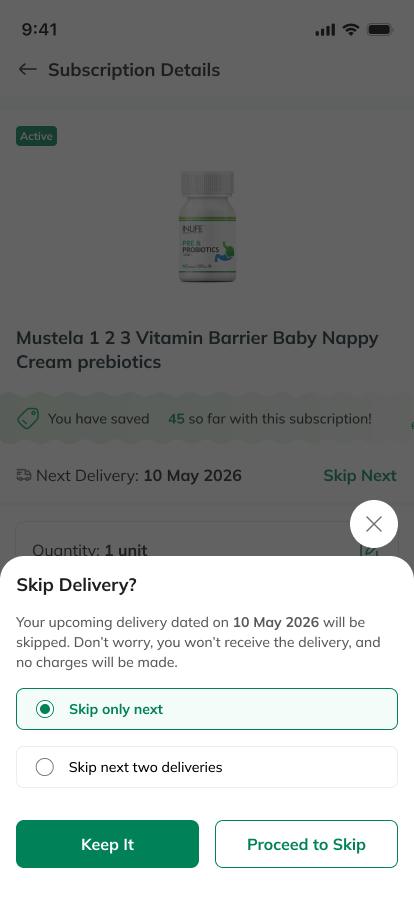 9:41
Subscription Details
Active
INLIFE
PRE &
PROBIOTICS
Mustela 1 2 3 Vitamin Barrier Baby Nappy
Cream prebiotics
You have saved 45 so far with this subscription!
Next Delivery: 10 May 2026 Skip Next
Quantity: 1 unit
Skip Delivery?
Your upcoming delivery dated on 10 May 2026 will be
skipped. Don’t worry, you won’t receive the delivery, and
no charges will be made.
Skip only next
Skip next two deliveries
Keep It Proceed to Skip